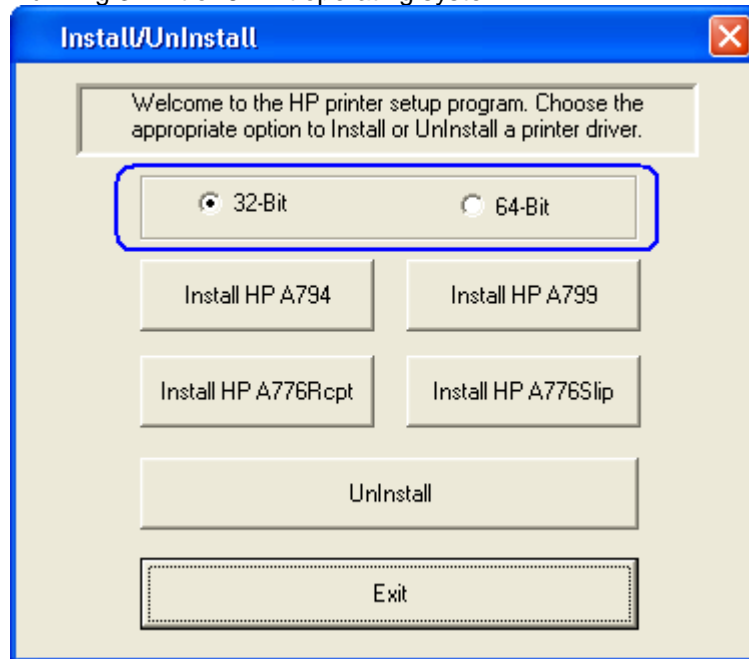 Install/UnInstall
Welcome to the HP printer setup program. Choose the
appropriate option to Install or UnInstall a printer driver.
32-Bit 64-Bit
Install HP A794 Install HP A799
Install HP A776Rcpt Install HP A776Slip
UnInstall
Exit